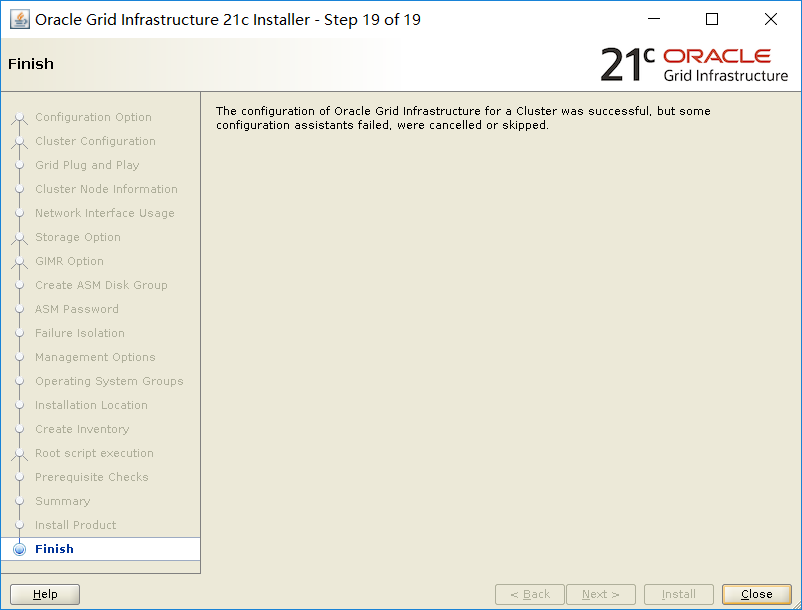 Oracle Grid Infrastructure 21c Installer - Step 19 of 19
Finish
21c ORACLE
Grid Infrastructure
Configuration Option
Cluster Configuration
Grid Plug and Play
Cluster Node Information
Network Interface Usage
Storage Option
GIMR Option
Create ASM Disk Group
ASM Password
Failure Isolation
Management Options
Operating System Groups
Installation Location
Create Inventory
Root script execution
Prerequisite Checks
Summary
Install Product
Finish
The configuration of Oracle Grid Infrastructure for a Cluster was successful, but some
configuration assistants failed, were cancelled or skipped.
Help
< Back
Next >
Install
Close